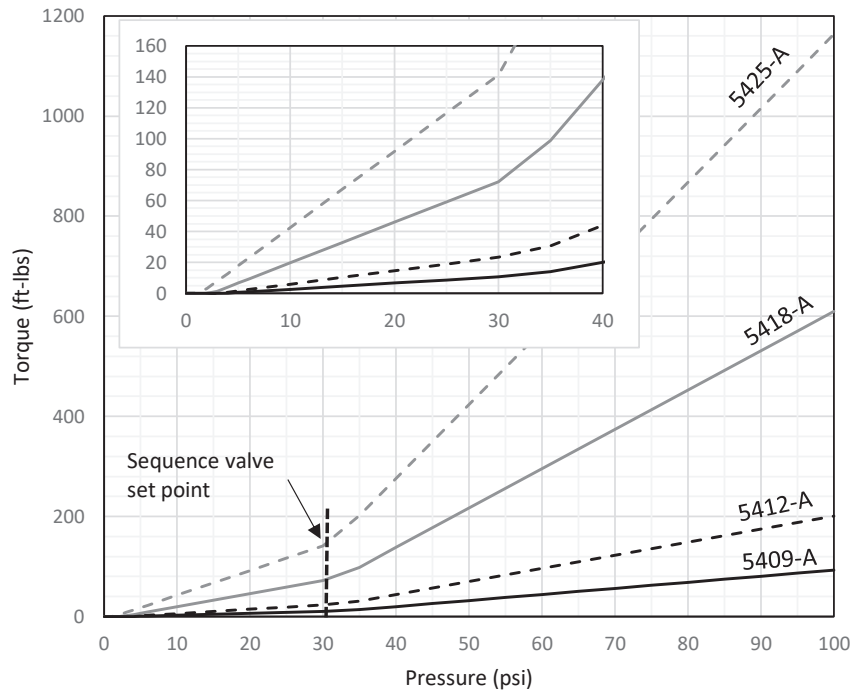 1200
1000
800
600
400
200
0
Torque (ft-lbs)
160
140
120
100
80
60
40
20
0
0 10 20 30 40
5425-A
5418-A
5412-A
5409-A
Sequence valve
set point
0 10 20 30 40 50 60 70 80 90 100
Pressure (psi)